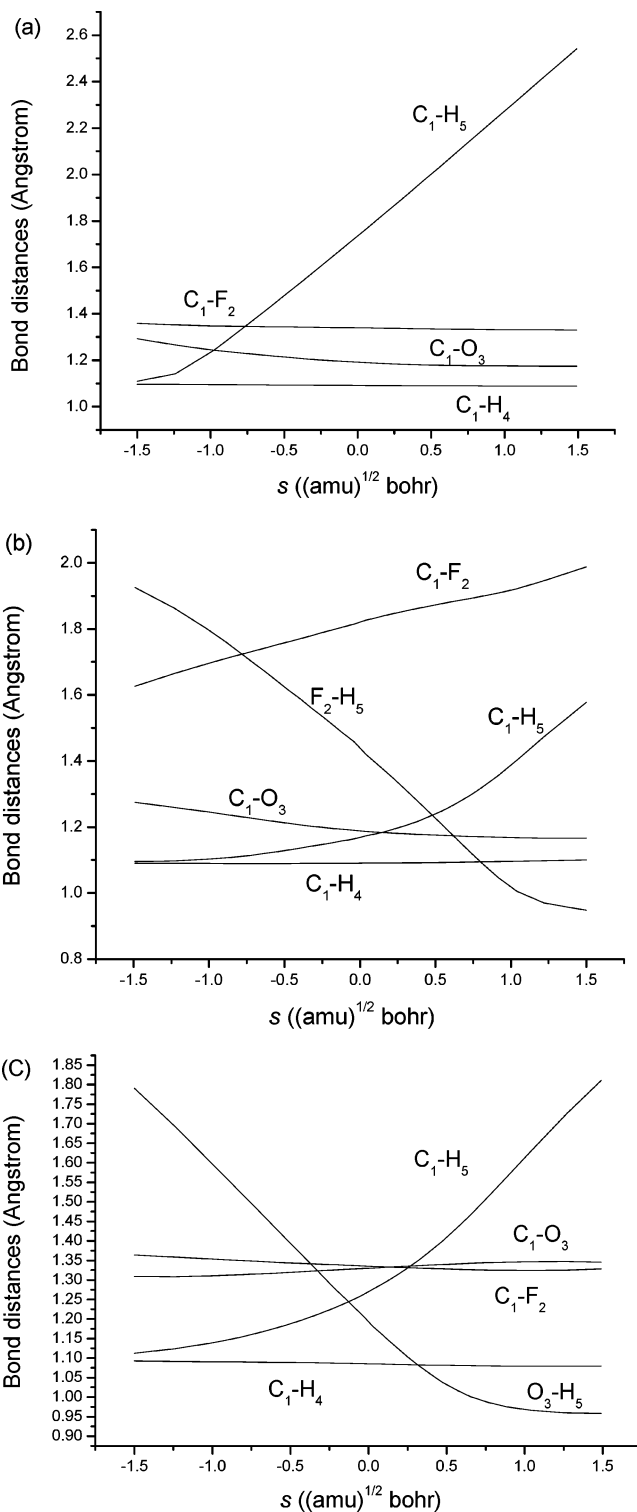 (a)
Bond distances (Angstrom)
2.6
2.4
2.2
2.0
1.8
1.6
1.4
1.2
1.0
C₁-H₅
C₁-F₂
C₁-O₃
C₁-H₄
-1.5 -1.0 -0.5 0.0 0.5 1.0 1.5
s ((amu)^1/2 bohr)
(b)
Bond distances (Angstrom)
2.0
1.8
1.6
1.4
1.2
1.0
0.8
C₁-F₂
F₂-H₅
C₁-H₅
C₁-O₃
C₁-H₄
-1.5 -1.0 -0.5 0.0 0.5 1.0 1.5
s ((amu)^1/2 bohr)
(C)
Bond distances (Angstrom)
1.85
1.80
1.75
1.70
1.65
1.60
1.55
1.50
1.45
1.40
1.35
1.30
1.25
1.20
1.15
1.10
1.05
1.00
0.95
0.90
C₁-H₅
C₁-O₃
C₁-F₂
C₁-H₄
O₃-H₅
-1.5 -1.0 -0.5 0.0 0.5 1.0 1.5
s ((amu)^1/2 bohr)